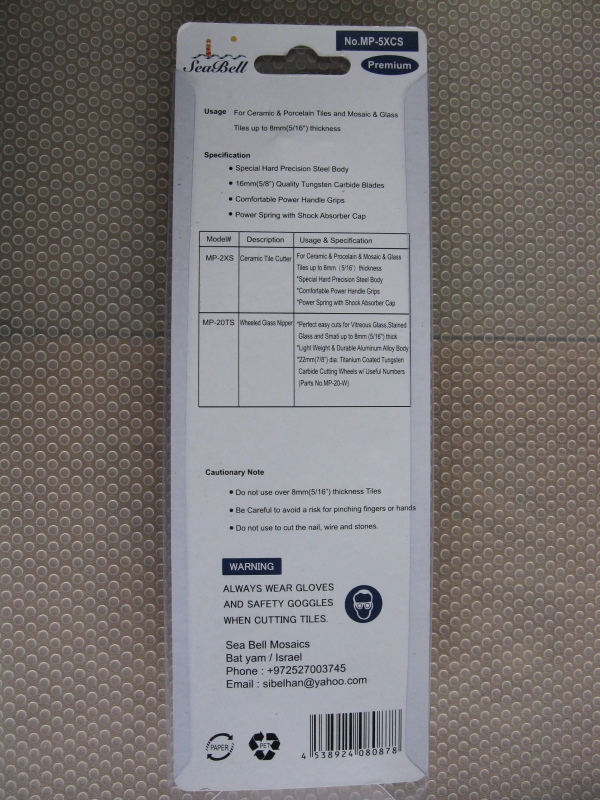 SeaBell
No.MP-5XCS
Premium
Usage For Ceramic & Porcelain Tiles and Mosaic & Glass
Tiles up to 8mm(5/16") thickness
Specification
• Special Hard Precision Steel Body
• 16mm(5/8") Quality Tungsten Carbide Blades
• Comfortable Power Handle Grips
• Power Spring with Shock Absorber Cap
Model# Description Usage & Specification
MP-2XS Ceramic Tile Cutter For Ceramic & Procelain & Mosaic & Glass
Tiles up to 8mm (5/16") thickness
*Special Hard Precision Steel Body
*Comfortable Power Handle Grips
*Power Spring with Shock Absorber Cap
MP-20TS Wheeled Glass Nipper *Perfect easy cuts for Vitreous Glass,Stained
Glass and Smati up to 8mm (5/16") thick
*Light Weight & Durable Aluminum Alloy Body
*22mm(7/8") dia. Titanium Coated Tungsten
Carbide Cutting Wheels w/ Useful Numbers
(Parts No.MP-20-W)
Cautionary Note
• Do not use over 8mm(5/16") thickness Tiles
• Be Careful to avoid a risk for pinching fingers or hands
• Do not use to cut the nail, wire and stones.
WARNING
ALWAYS WEAR GLOVES
AND SAFETY GOGGLES
WHEN CUTTING TILES.
Sea Bell Mosaics
Bat yam / Israel
Phone : +972527003745
Email : sibelhan@yahoo.com
PAPER
PET
4 538924 080878